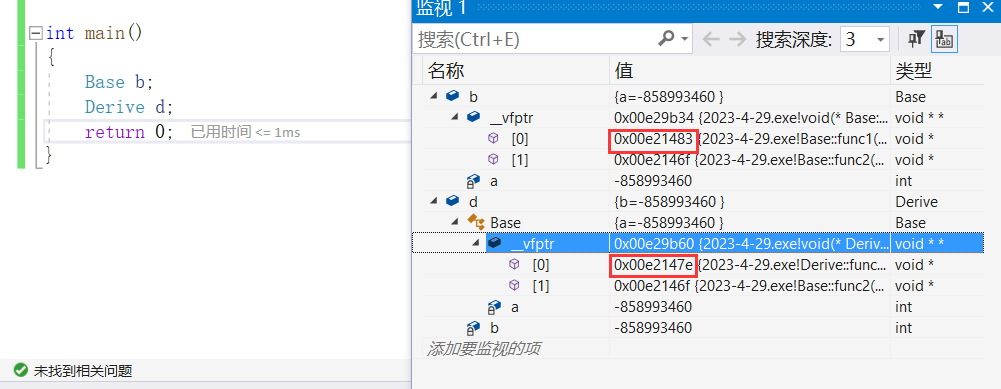 int main()
{
Base b;
Derive d;
return 0; 已用时间 <= 1ms
}
未找到相关问题
监视 1
搜索(Ctrl+E) 搜索深度: 3
名称 值 类型
b {a=-858993460 } Base
__vfptr 0x00e29b34 {2023-4-29.exe!void(* Base:... void * *
[0] 0x00e21483 {2023-4-29.exe!Base::func1(... void *
[1] 0x00e2146f {2023-4-29.exe!Base::func2(... void *
a -858993460 int
d {b=-858993460 } Derive
Base {a=-858993460 } Base
__vfptr 0x00e29b60 {2023-4-29.exe!void(* Deriv... void * *
[0] 0x00e2147e {2023-4-29.exe!Derive::func... void *
[1] 0x00e2146f {2023-4-29.exe!Base::func2(... void *
a -858993460 int
b -858993460 int
添加要监视的项